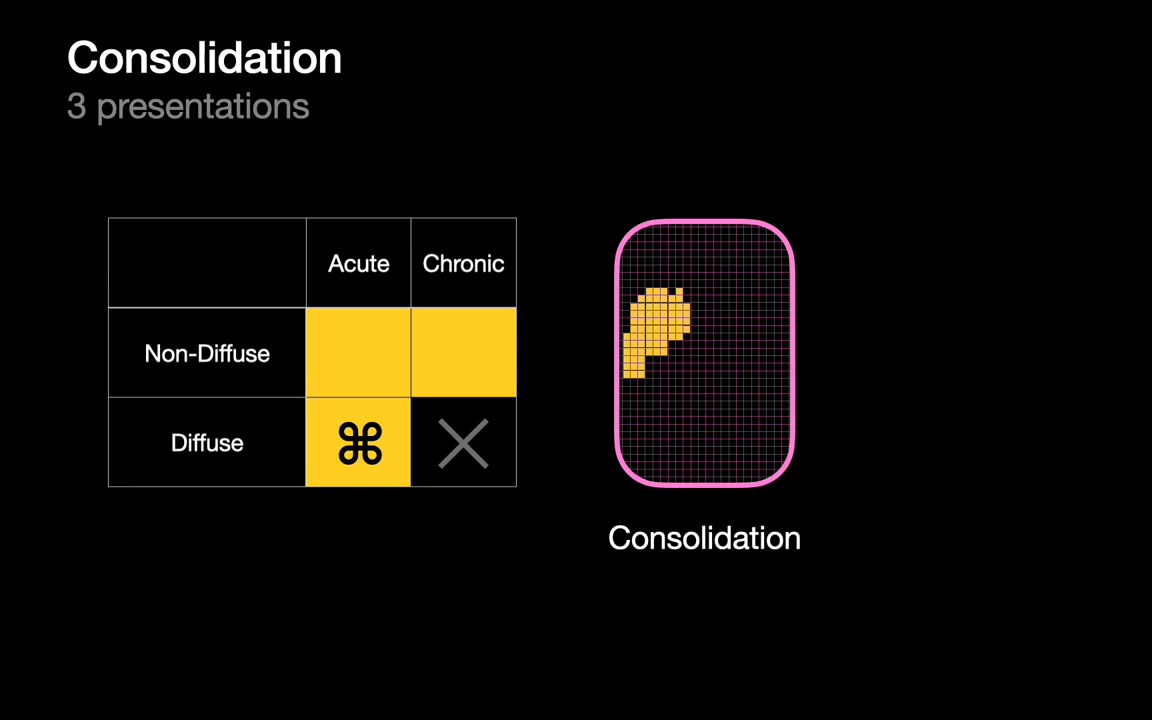 Consolidation
3 presentations
Acute Chronic
Non-Diffuse
Diffuse ⌘
Consolidation